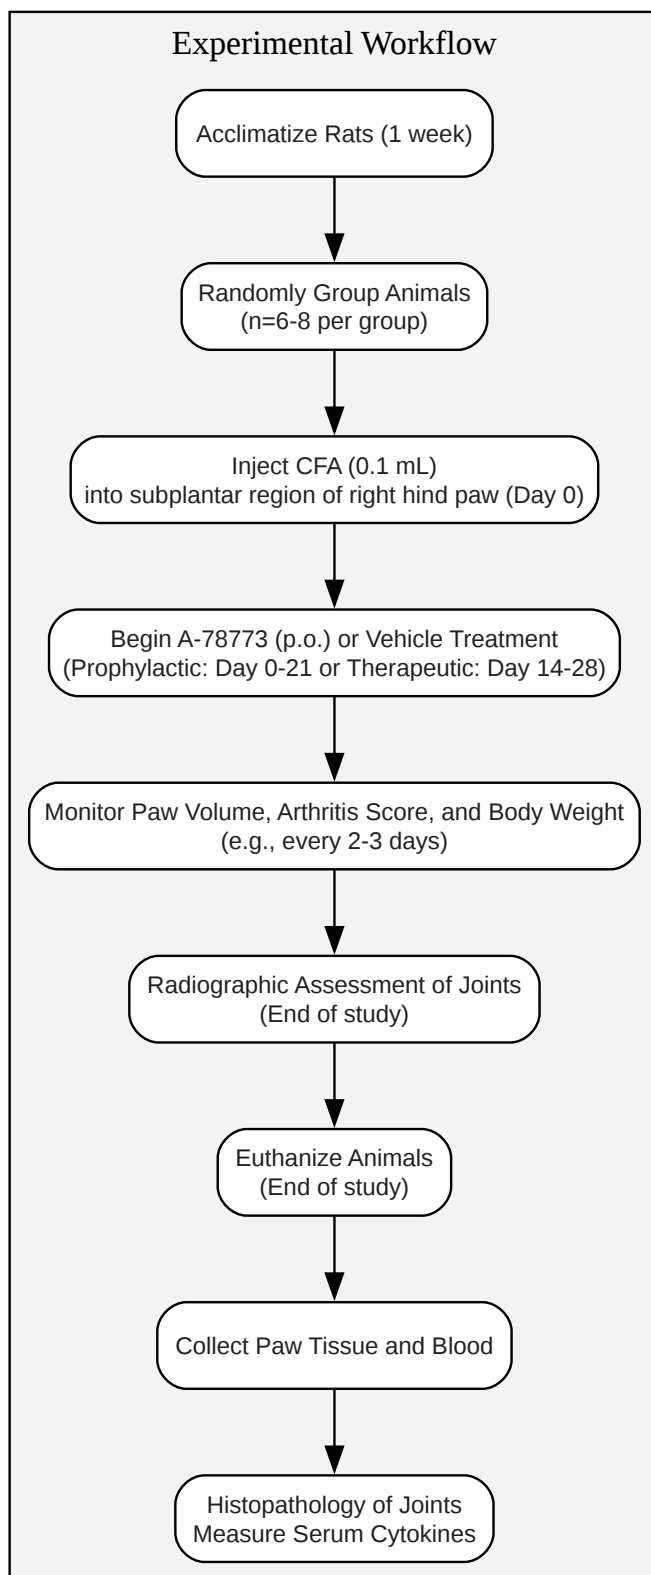 Experimental Workflow
Acclimatize Rats (1 week)
Randomly Group Animals
(n=6-8 per group)
Inject CFA (0.1 mL)
into subplantar region of right hind paw (Day 0)
Begin A-78773 (p.o.) or Vehicle Treatment
(Prophylactic: Day 0-21 or Therapeutic: Day 14-28)
Monitor Paw Volume, Arthritis Score, and Body Weight
(e.g., every 2-3 days)
Radiographic Assessment of Joints
(End of study)
Euthanize Animals
(End of study)
Collect Paw Tissue and Blood
Histopathology of Joints
Measure Serum Cytokines